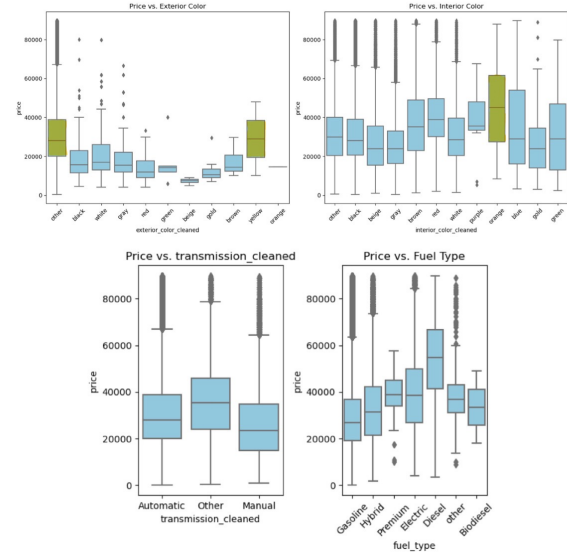 Price vs. Exterior Color
price
80000
60000
40000
20000
0
other
black
white
gray
red
green
beige
gold
brown
yellow
orange
exterior_color_cleaned
Price vs. Interior Color
price
80000
60000
40000
20000
0
other
black
beige
gray
brown
red
white
purple
orange
blue
gold
green
interior_color_cleaned
Price vs. transmission_cleaned
price
80000
60000
40000
20000
0
Automatic
Other
Manual
transmission_cleaned
Price vs. Fuel Type
price
80000
60000
40000
20000
0
Gasoline
Hybrid
Premium
Electric
Diesel
other
Biodiesel
fuel_type